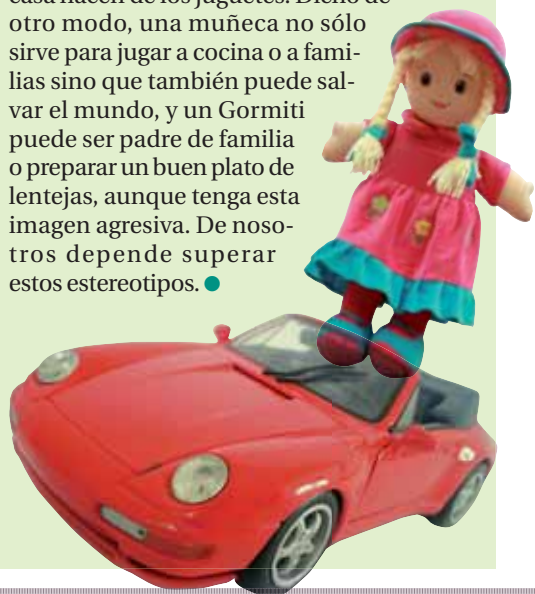 casa hacen de los juguetes. Dicho de
otro modo, una muñeca no sólo
sirve para jugar a cocina o a fami-
lias sino que también puede sal-
var el mundo, y un Gormiti
puede ser padre de familia
o preparar un buen plato de
lentejas, aunque tenga esta
imagen agresiva. De noso-
tros depende superar
estos estereotipos.